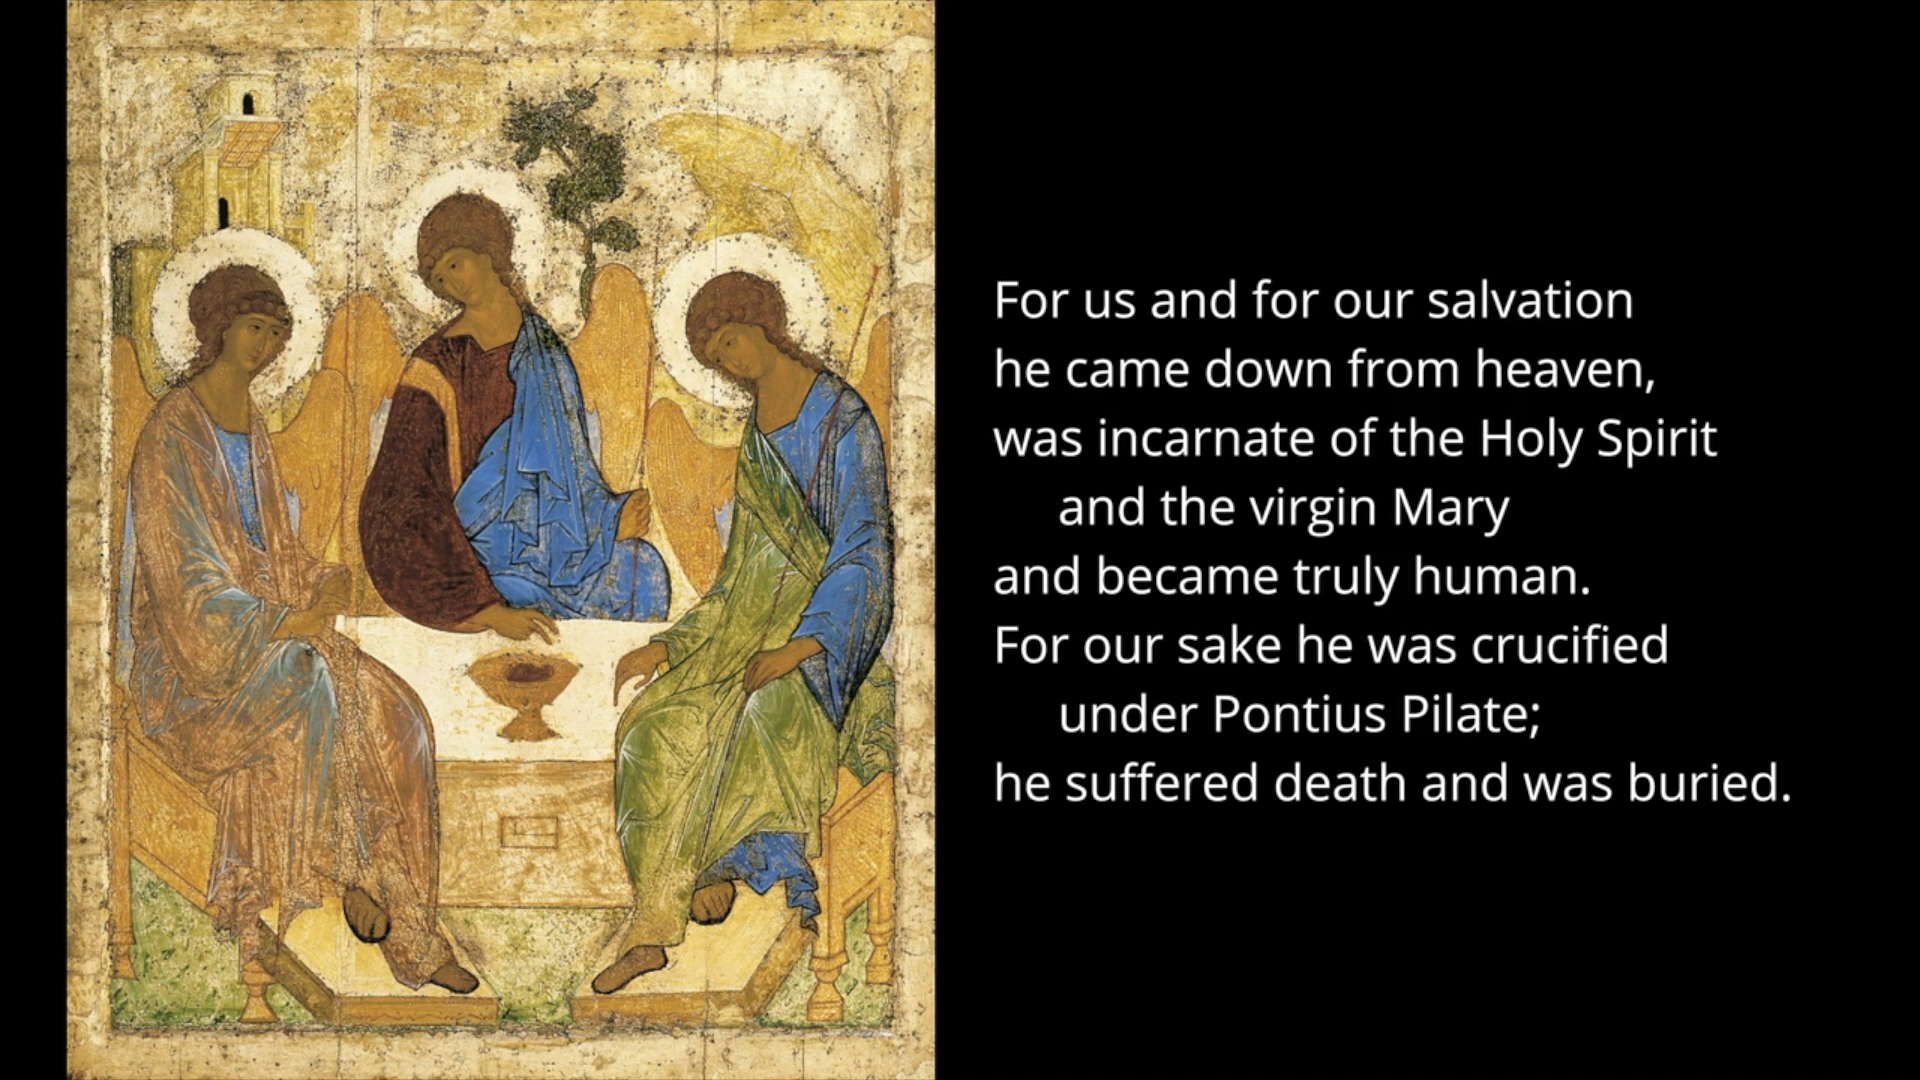 For us and for our salvation
he came down from heaven,
was incarnate of the Holy Spirit
and the virgin Mary
and became truly human.
For our sake he was crucified
under Pontius Pilate;
he suffered death and was buried.